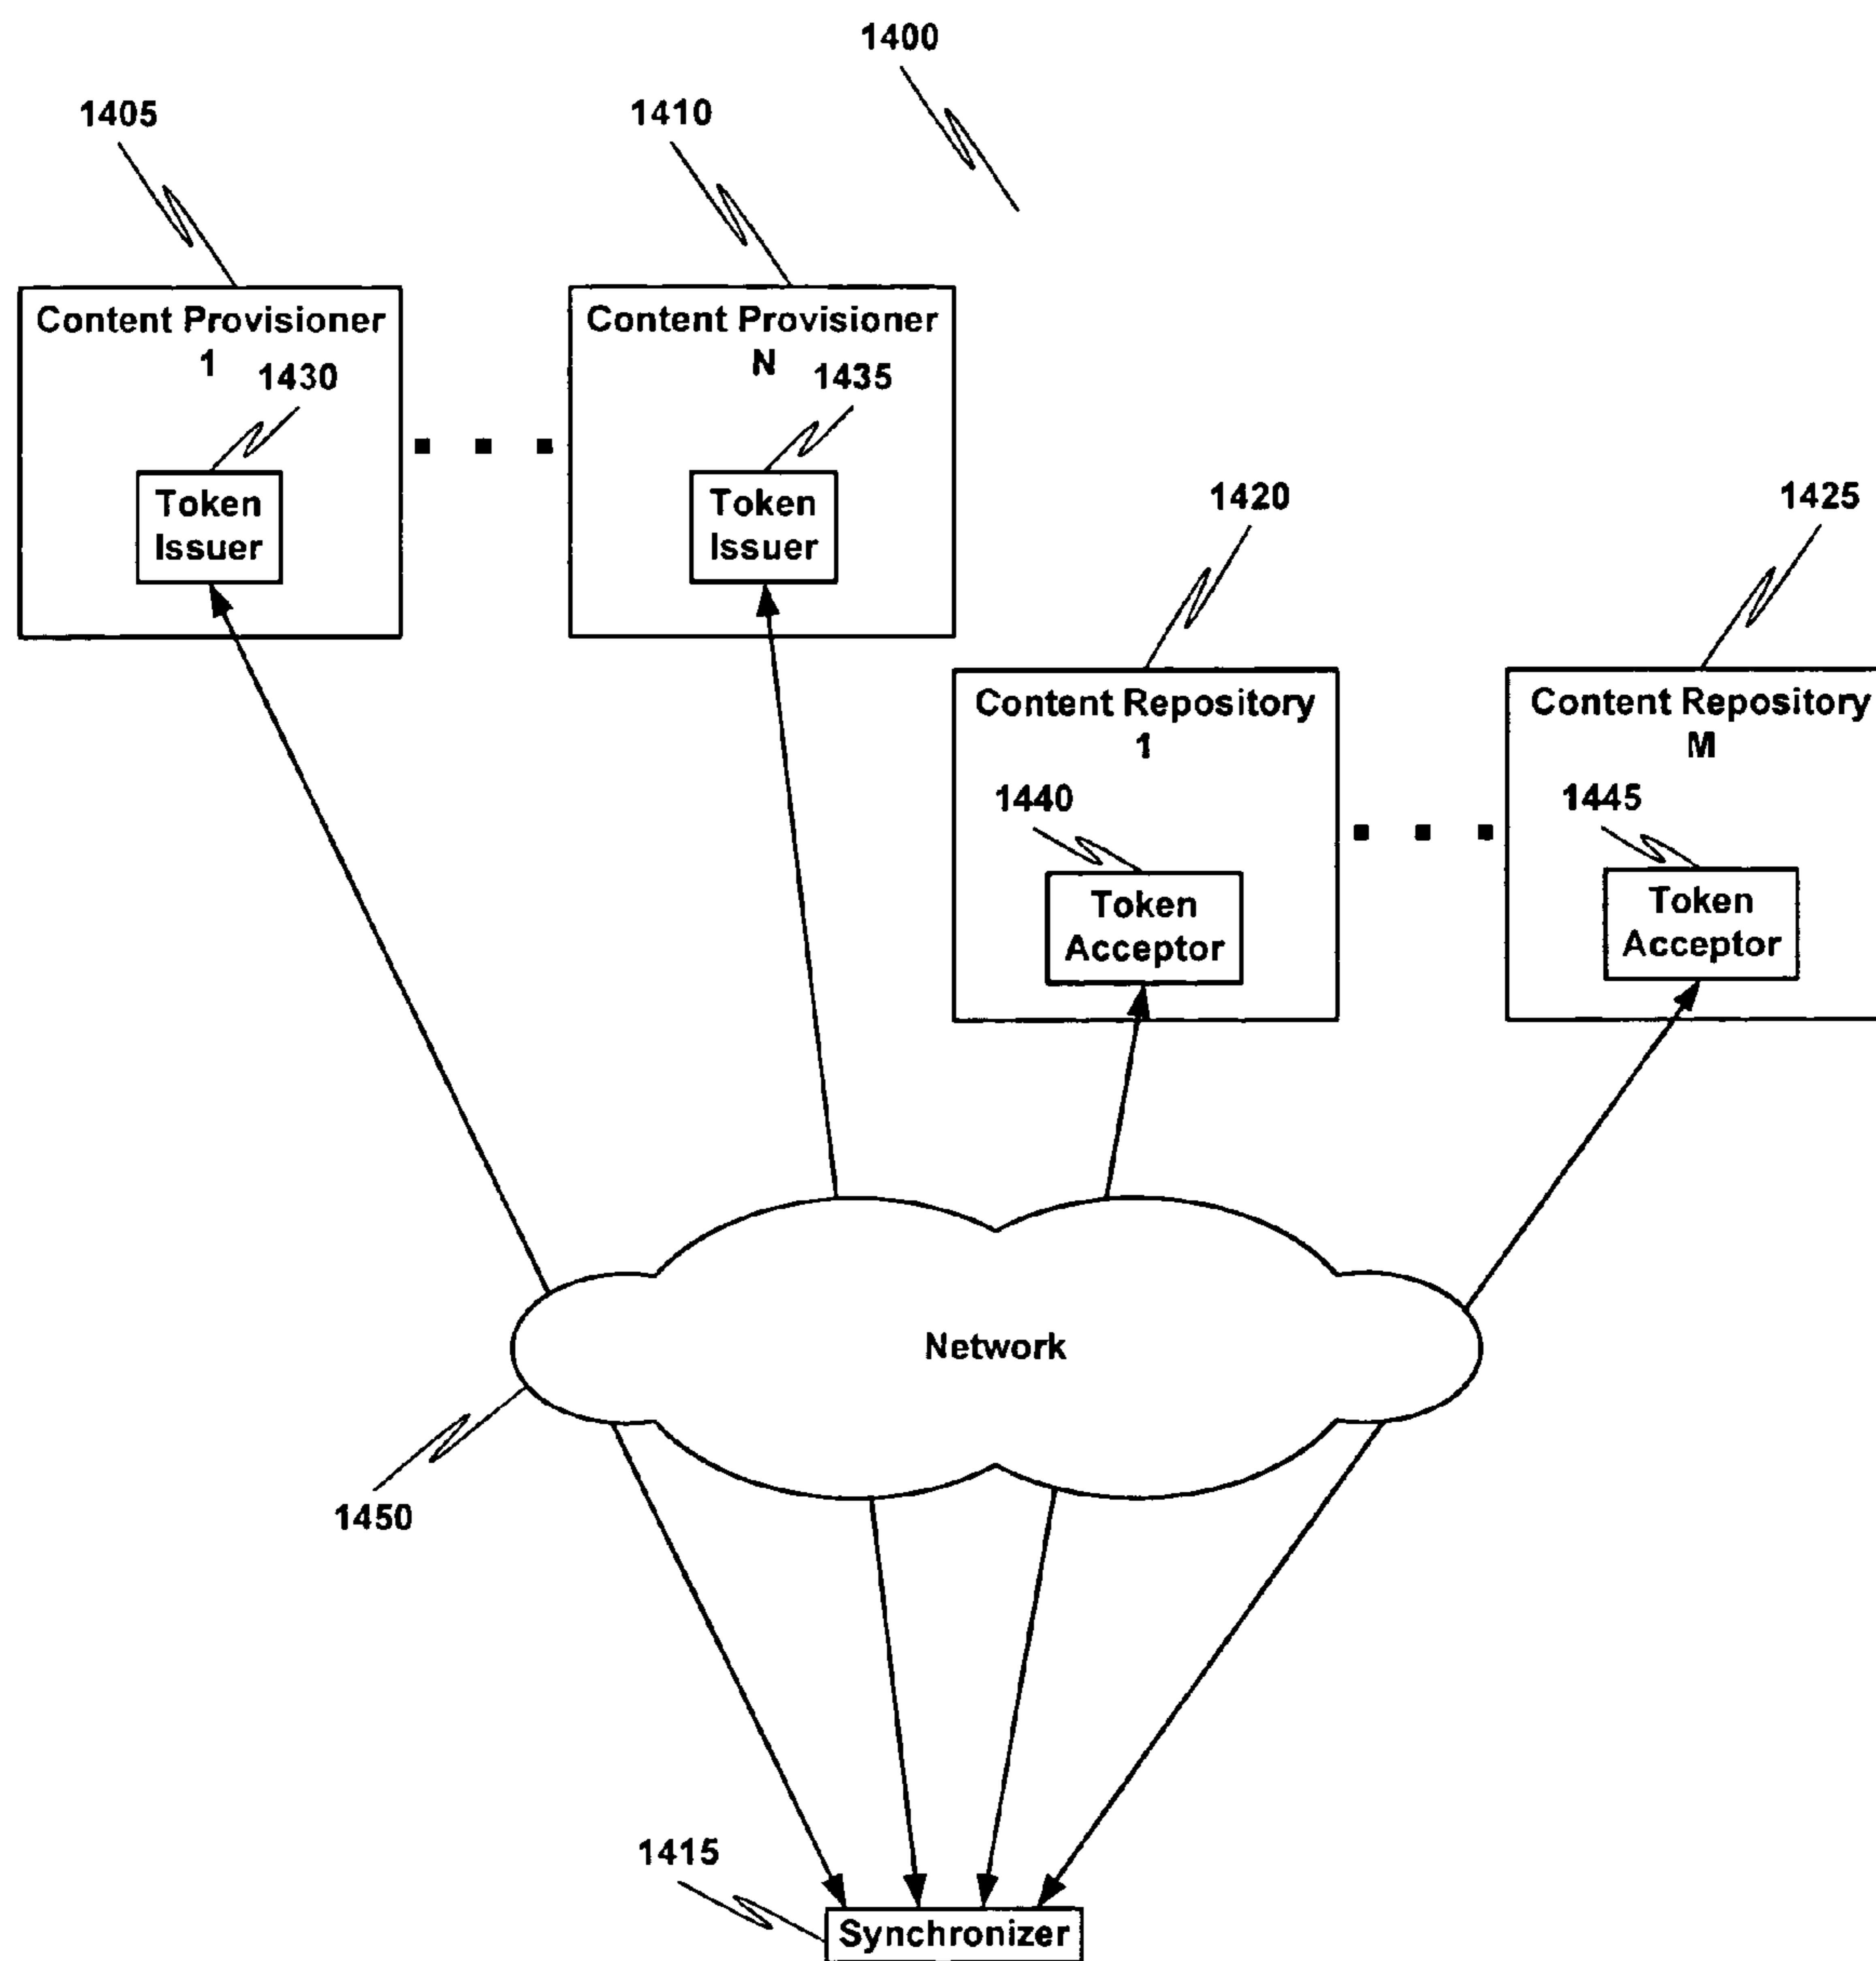 1400
1405
1410
Content Provisioner
1
1430
Token
Issuer
Content Provisioner
N
1435
Token
Issuer
1420
1425
Content Repository
1
1440
Token
Acceptor
Content Repository
M
1445
Token
Acceptor
Network
1450
1415
Synchronizer